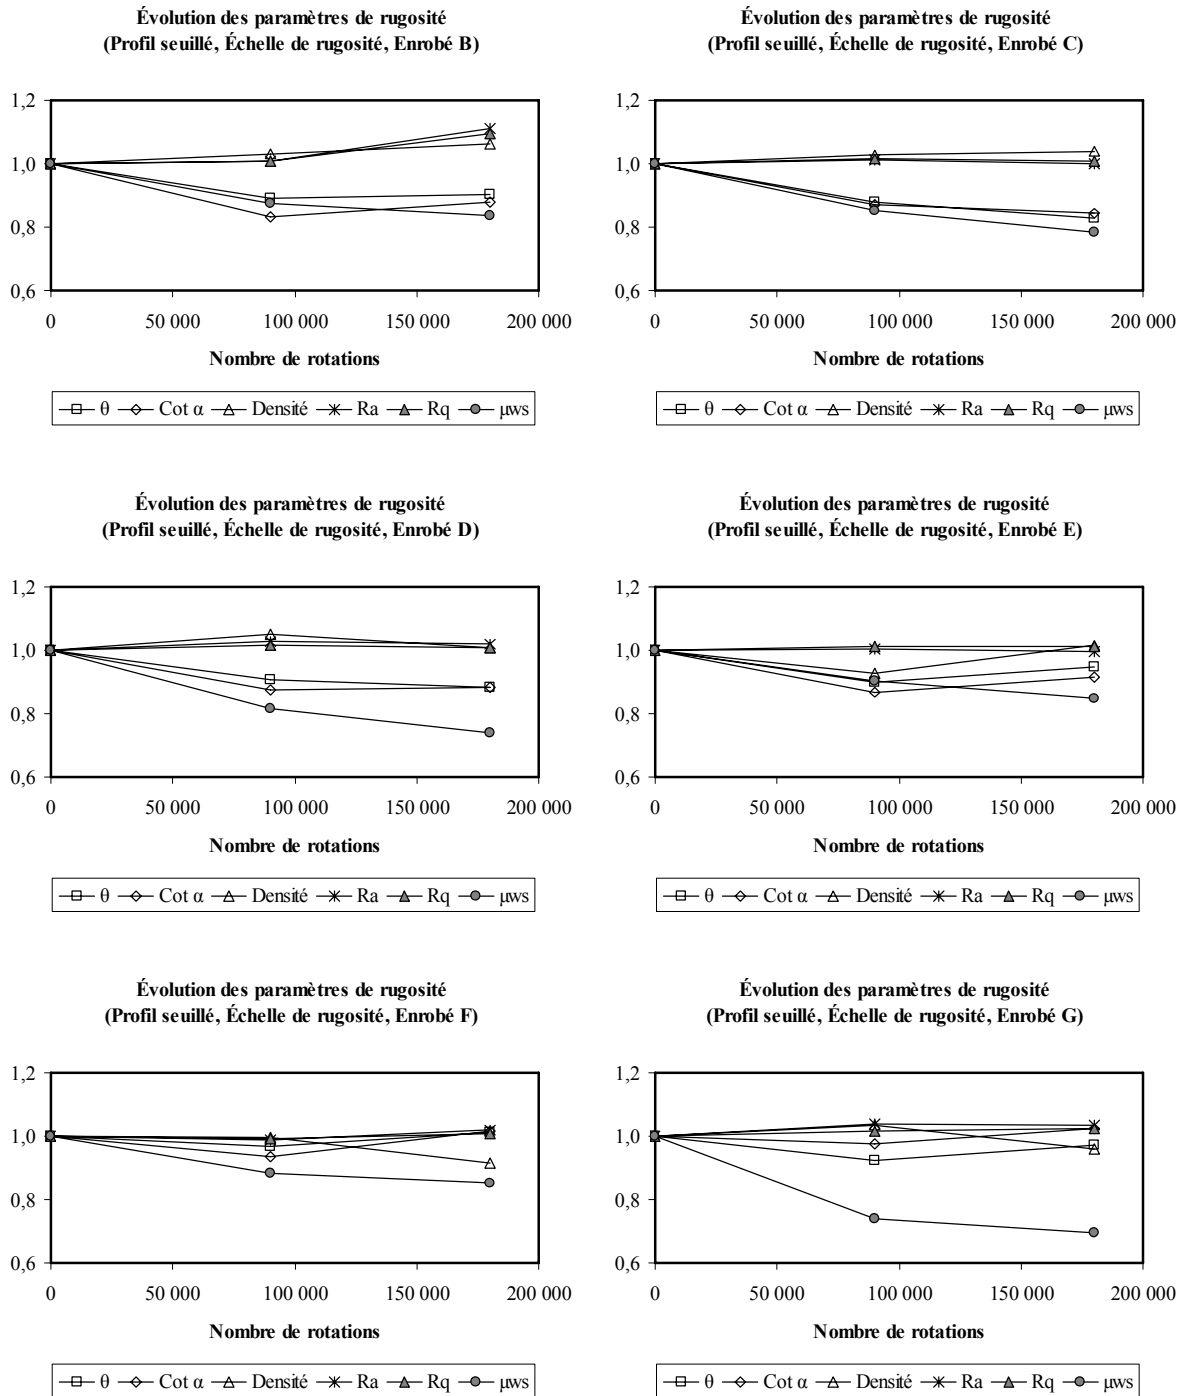 Évolution des paramètres de rugosité
(Profil seuillé, Échelle de rugosité, Enrobé B)
1,2
1,0
0,8
0,6
0 50 000 100 000 150 000 200 000
Nombre de rotations
θ Cot α Densité Ra Rq μws
Évolution des paramètres de rugosité
(Profil seuillé, Échelle de rugosité, Enrobé C)
1,2
1,0
0,8
0,6
0 50 000 100 000 150 000 200 000
Nombre de rotations
θ Cot α Densité Ra Rq μws
Évolution des paramètres de rugosité
(Profil seuillé, Échelle de rugosité, Enrobé D)
1,2
1,0
0,8
0,6
0 50 000 100 000 150 000 200 000
Nombre de rotations
θ Cot α Densité Ra Rq μws
Évolution des paramètres de rugosité
(Profil seuillé, Échelle de rugosité, Enrobé E)
1,2
1,0
0,8
0,6
0 50 000 100 000 150 000 200 000
Nombre de rotations
θ Cot α Densité Ra Rq μws
Évolution des paramètres de rugosité
(Profil seuillé, Échelle de rugosité, Enrobé F)
1,2
1,0
0,8
0,6
0 50 000 100 000 150 000 200 000
Nombre de rotations
θ Cot α Densité Ra Rq μws
Évolution des paramètres de rugosité
(Profil seuillé, Échelle de rugosité, Enrobé G)
1,2
1,0
0,8
0,6
0 50 000 100 000 150 000 200 000
Nombre de rotations
θ Cot α Densité Ra Rq μws